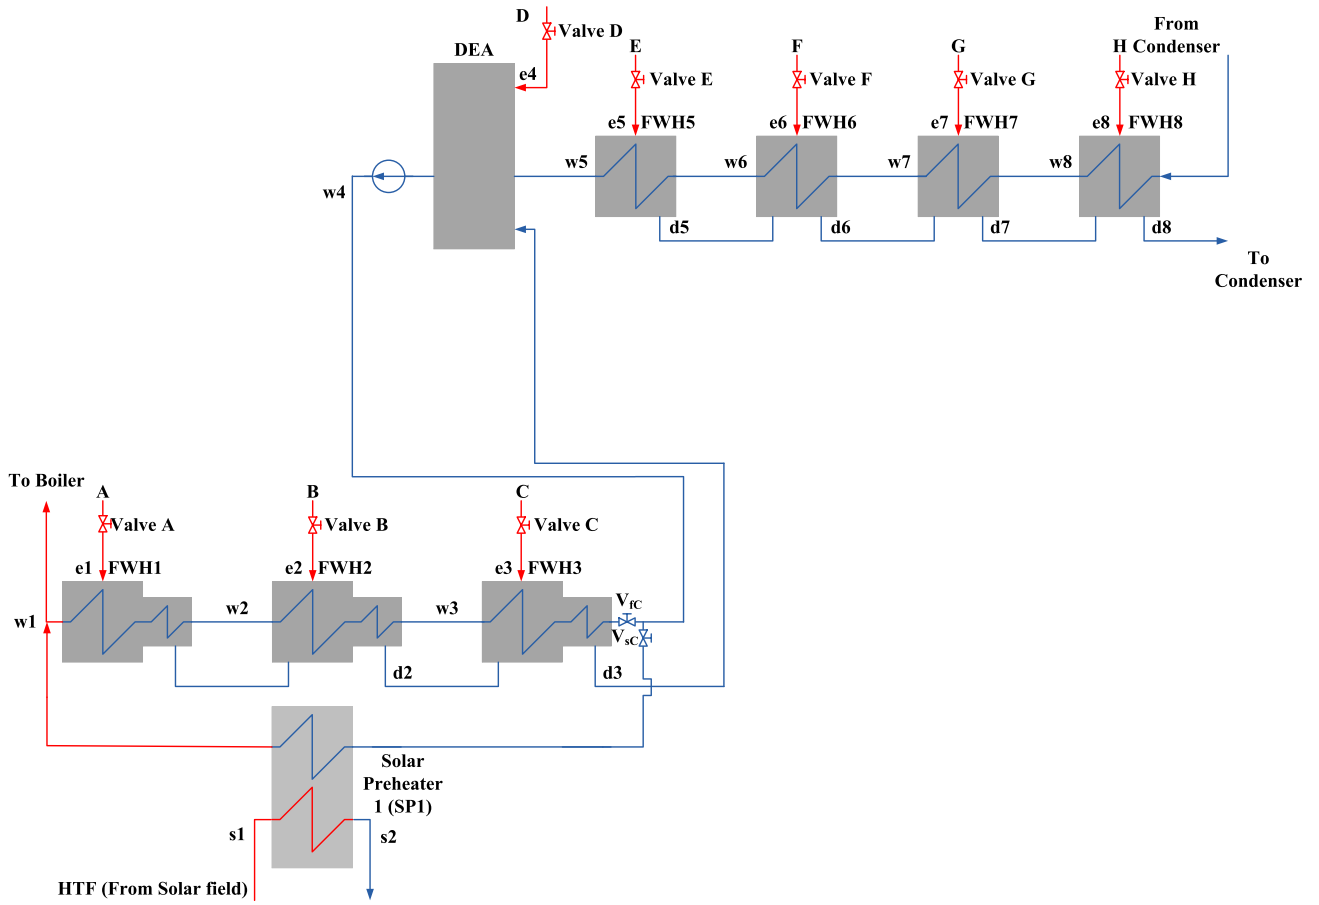 D
Valve D
From
Condenser
DEA
E
F
G
H
e4
Valve E
Valve F
Valve G
Valve H
e5
FWH5
e6
FWH6
e7
FWH7
e8
FWH8
w5
w6
w7
w8
w4
d5
d6
d7
d8
To
Condenser
To Boiler
A
B
C
Valve A
Valve B
Valve C
e1
FWH1
e2
FWH2
e3
FWH3
w1
w2
w3
VfC
VsC
d2
d3
Solar
Preheater
1 (SP1)
s1
s2
HTF (From Solar field)